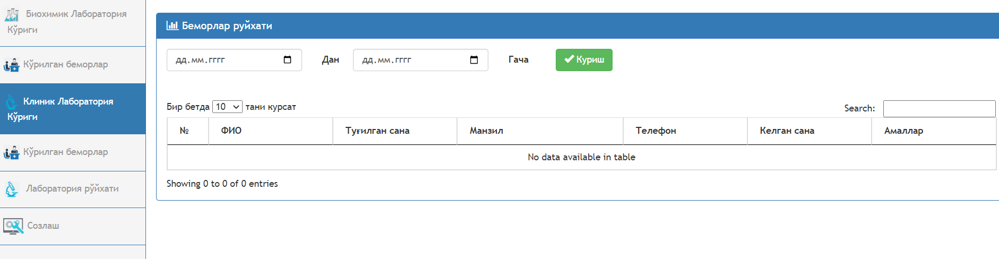 Биохимик Лаборатория
Кўриги
Кўрилган беморлар
Клиник Лаборатория
Кўриги
Кўрилган беморлар
Лаборатория рўйхати
Созлаш
Беморлар руйхати
дд.мм.гггг Дан дд.мм.гггг Гача Куриш
Бир бетда 10 тани курсат Search:
№ ФИО Туғилган сана Манзил Телефон Келган сана Амаллар
No data available in table
Showing 0 to 0 of 0 entries